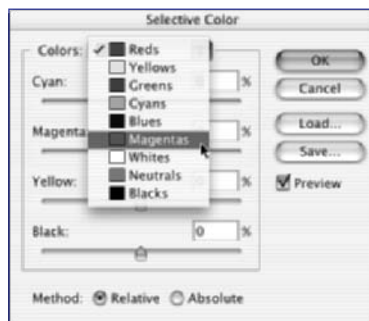 Selective Color
Colors:
Reds
Yellows
Greens
Cyans
Blues
Magentas
Whites
Neutrals
Blacks
Cyan:
%
Magenta:
%
Yellow:
%
Black:
0
%
Method:
Relative
Absolute
OK
Cancel
Load...
Save...
Preview